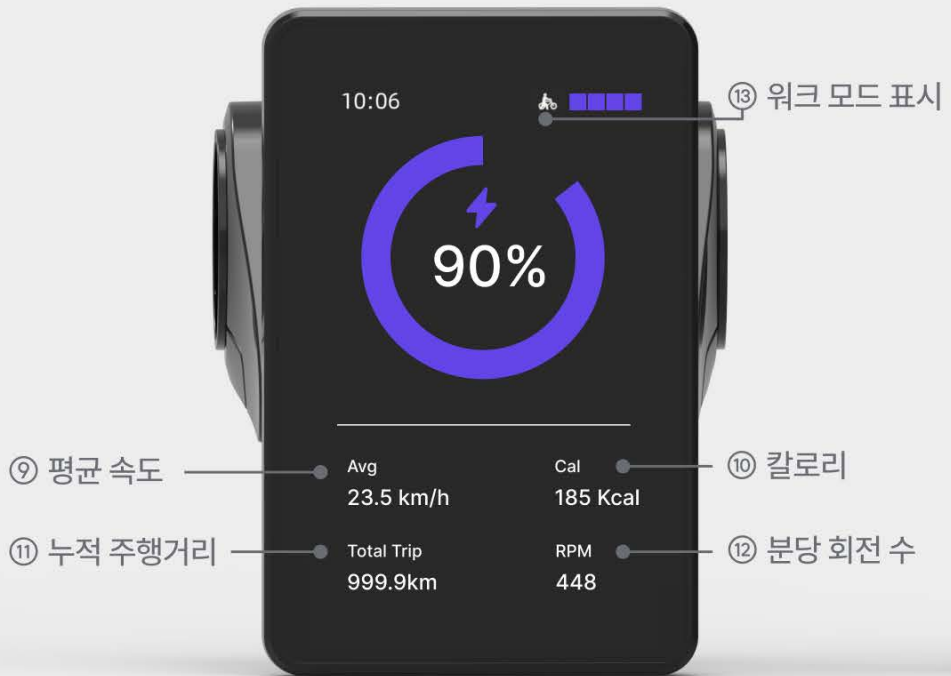 10:06
⑬ 워크 모드 표시
90%
⑨ 평균 속도
Avg
23.5 km/h
Cal
185 Kcal
⑩ 칼로리
⑪ 누적 주행거리
Total Trip
999.9km
RPM
448
⑫ 분당 회전 수